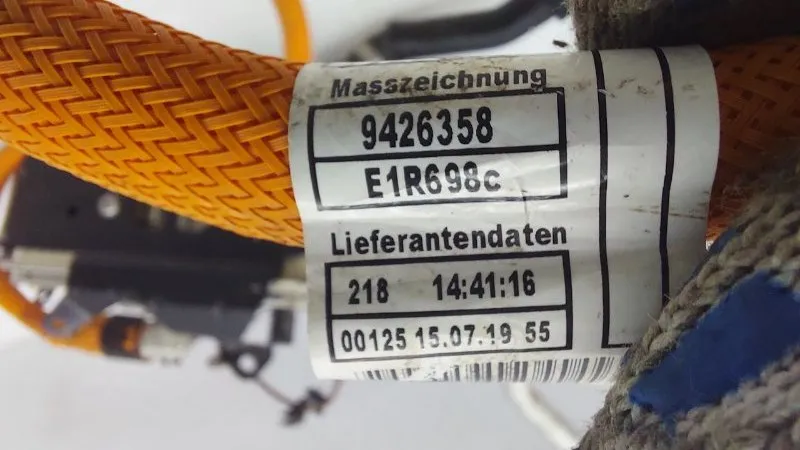 Masszeichnung
9426358
E1R698c
Lieferantendaten
218 14:41:16
00125 15.07.19 55